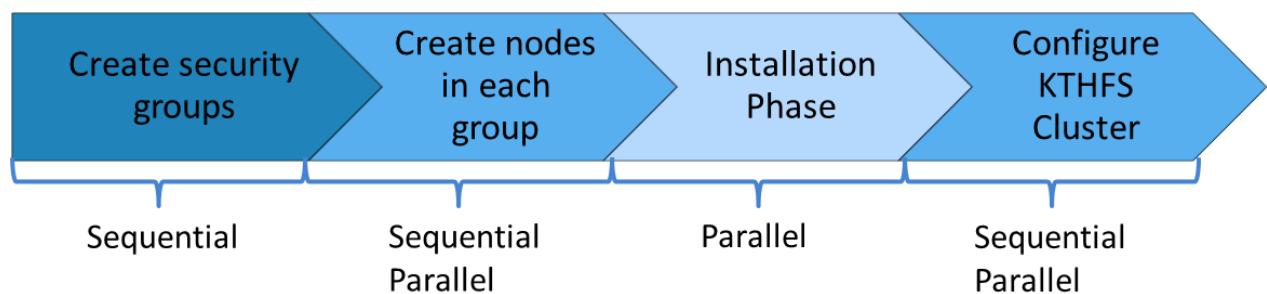 Create security
groups
Create nodes
in each
group
Installation
Phase
Configure
KTHFS
Cluster
Sequential
Sequential
Parallel
Parallel
Sequential
Parallel